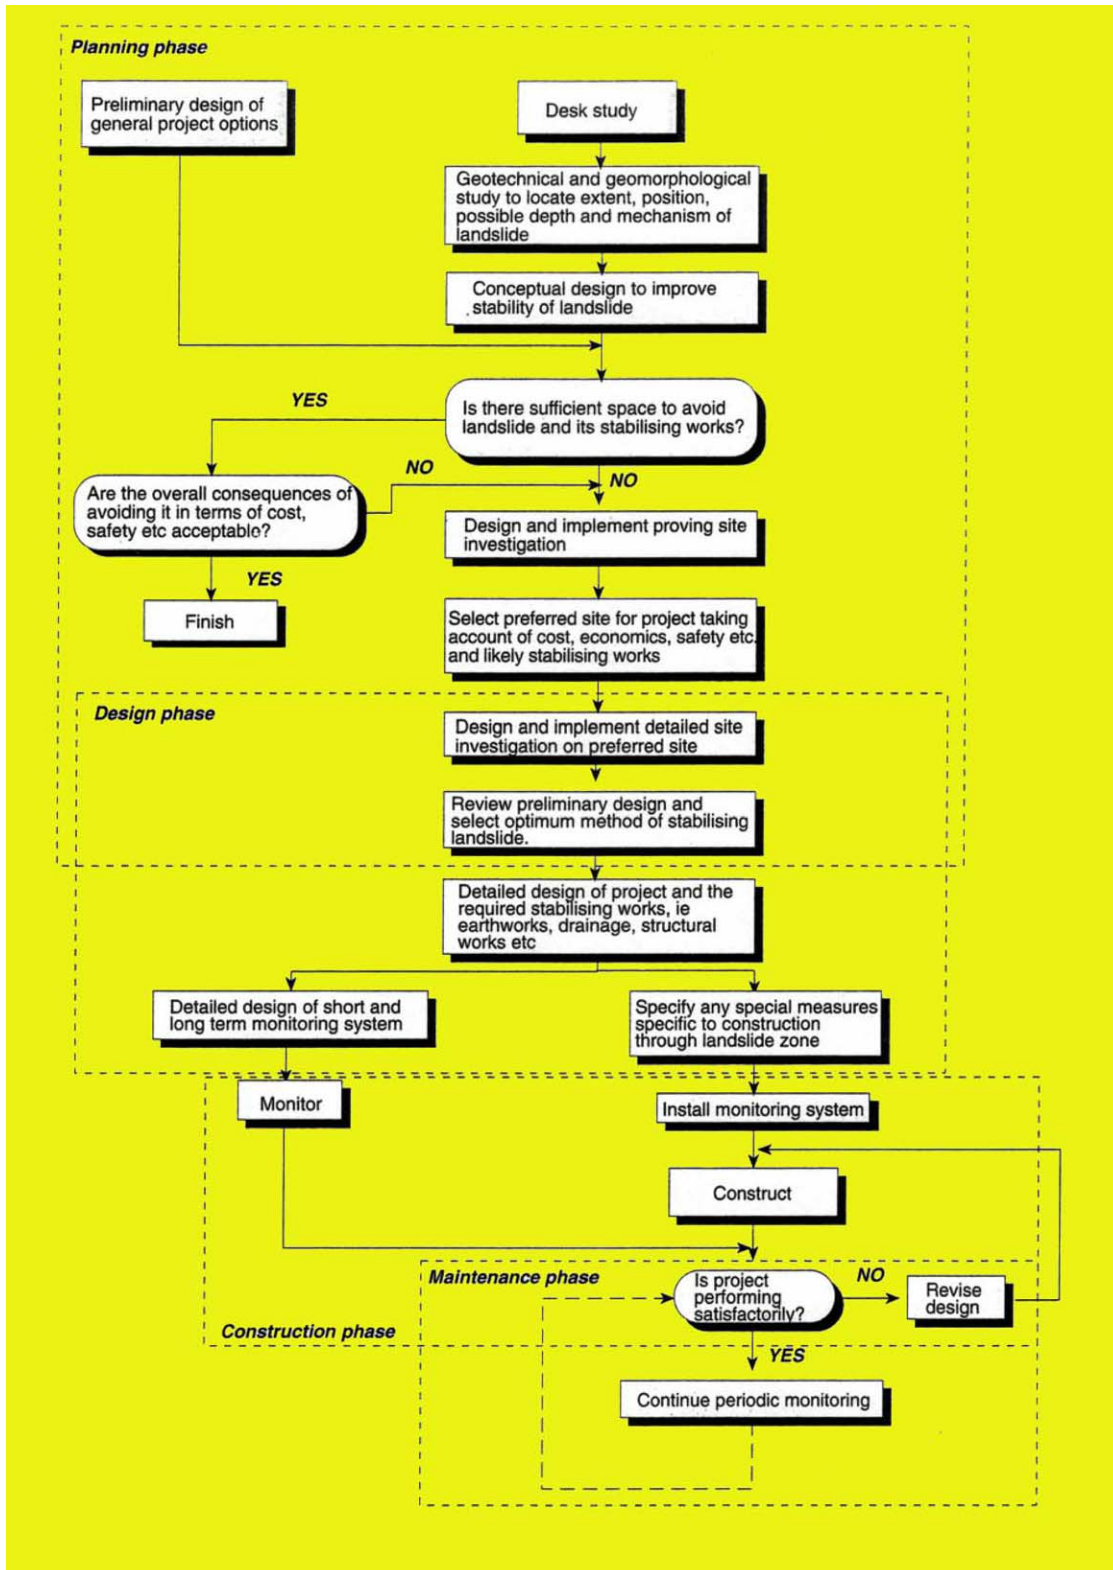 Planning phase
Preliminary design of
general project options
Desk study
Geotechnical and geomorphological
study to locate extent, position,
possible depth and mechanism of
landslide
Conceptual design to improve
stability of landslide
YES
Is there sufficient space to avoid
landslide and its stabilising works?
NO
NO
Are the overall consequences of
avoiding it in terms of cost,
safety etc acceptable?
Design and implement proving site
investigation
YES
Finish
Select preferred site for project taking
account of cost, economics, safety etc.
and likely stabilising works
Design phase
Design and implement detailed site
investigation on preferred site
Review preliminary design and
select optimum method of stabilising
landslide.
Detailed design of project and the
required stabilising works, ie
earthworks, drainage, structural
works etc
Detailed design of short and
long term monitoring system
Specify any special measures
specific to construction
through landslide zone
Monitor
Install monitoring system
Construct
Maintenance phase
Is project
performing
satisfactorily?
NO
Revise
design
Construction phase
YES
Continue periodic monitoring